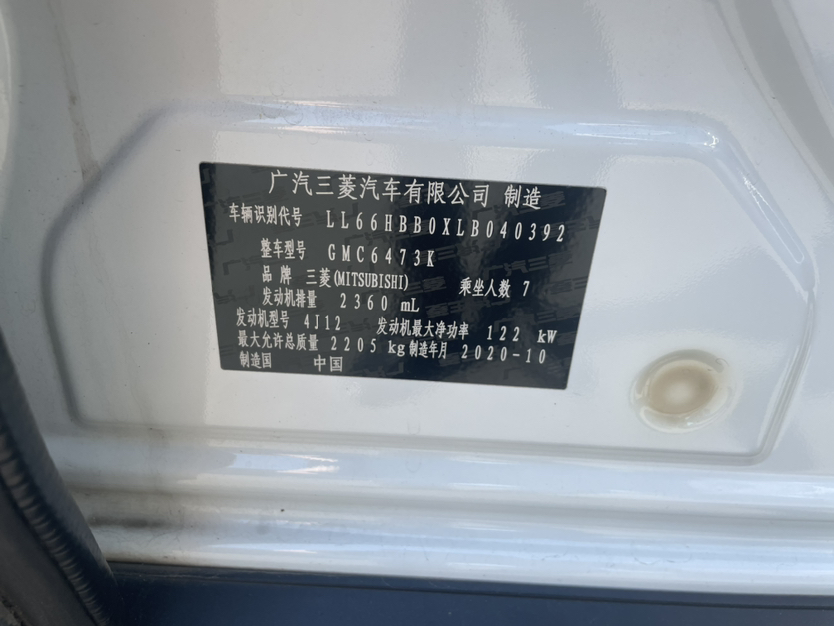 广汽三菱汽车有限公司 制造
车辆识别代号 LL66HBB0XLB040392
整车型号 GMC6473K
品牌 三菱(MITSUBISHI) 乘坐人数 7
发动机排量 2360 mL
发动机型号 4J12 发动机最大净功率 122 kW
最大允许总质量 2205 kg 制造年月 2020-10
制造国 中国